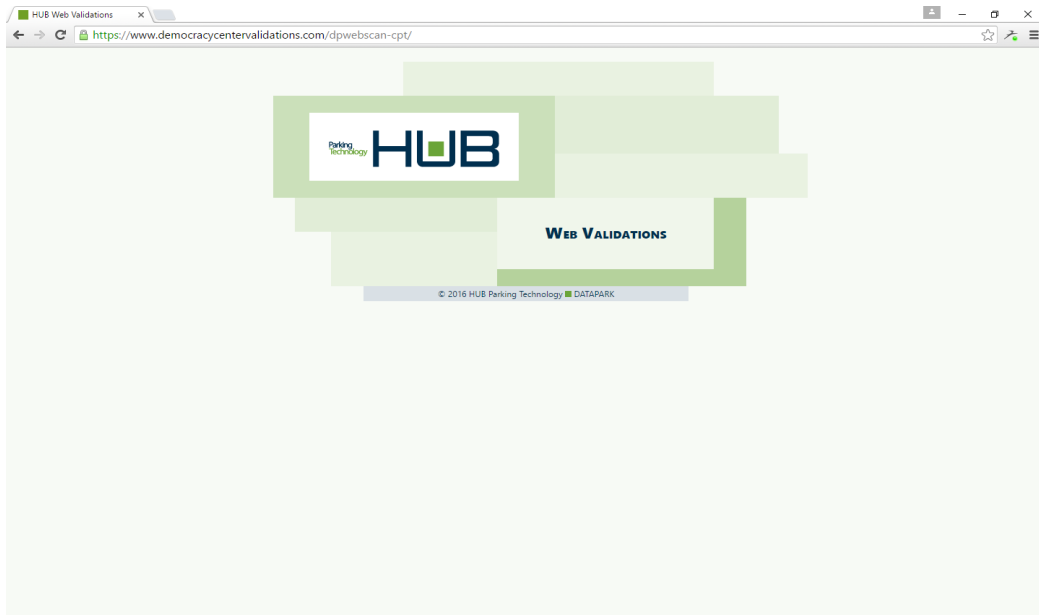 HUB Web Validations
https://www.democracycentervalidations.com/dpwebscan-cpt/
Parking
Technology
HUB
Web Validations
© 2016 HUB Parking Technology DATAPARK